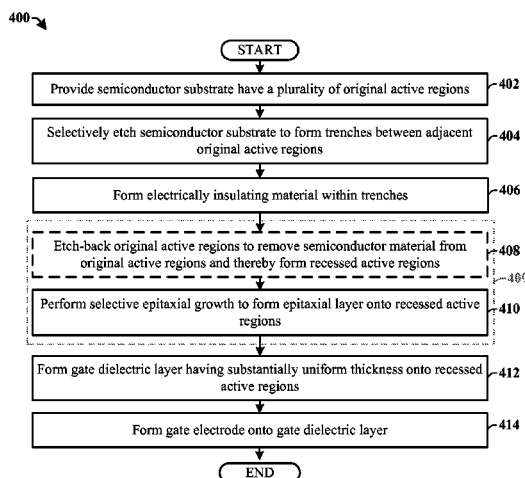 400
START
Provide semiconductor substrate have a plurality of original active regions
402
Selectively etch semiconductor substrate to form trenches between adjacent
original active regions
404
Form electrically insulating material within trenches
406
Etch-back original active regions to remove semiconductor material from
original active regions and thereby form recessed active regions
408
409
Perform selective epitaxial growth to form epitaxial layer onto recessed active
regions
410
Form gate dielectric layer having substantially uniform thickness onto recessed
active regions
412
Form gate electrode onto gate dielectric layer
414
END